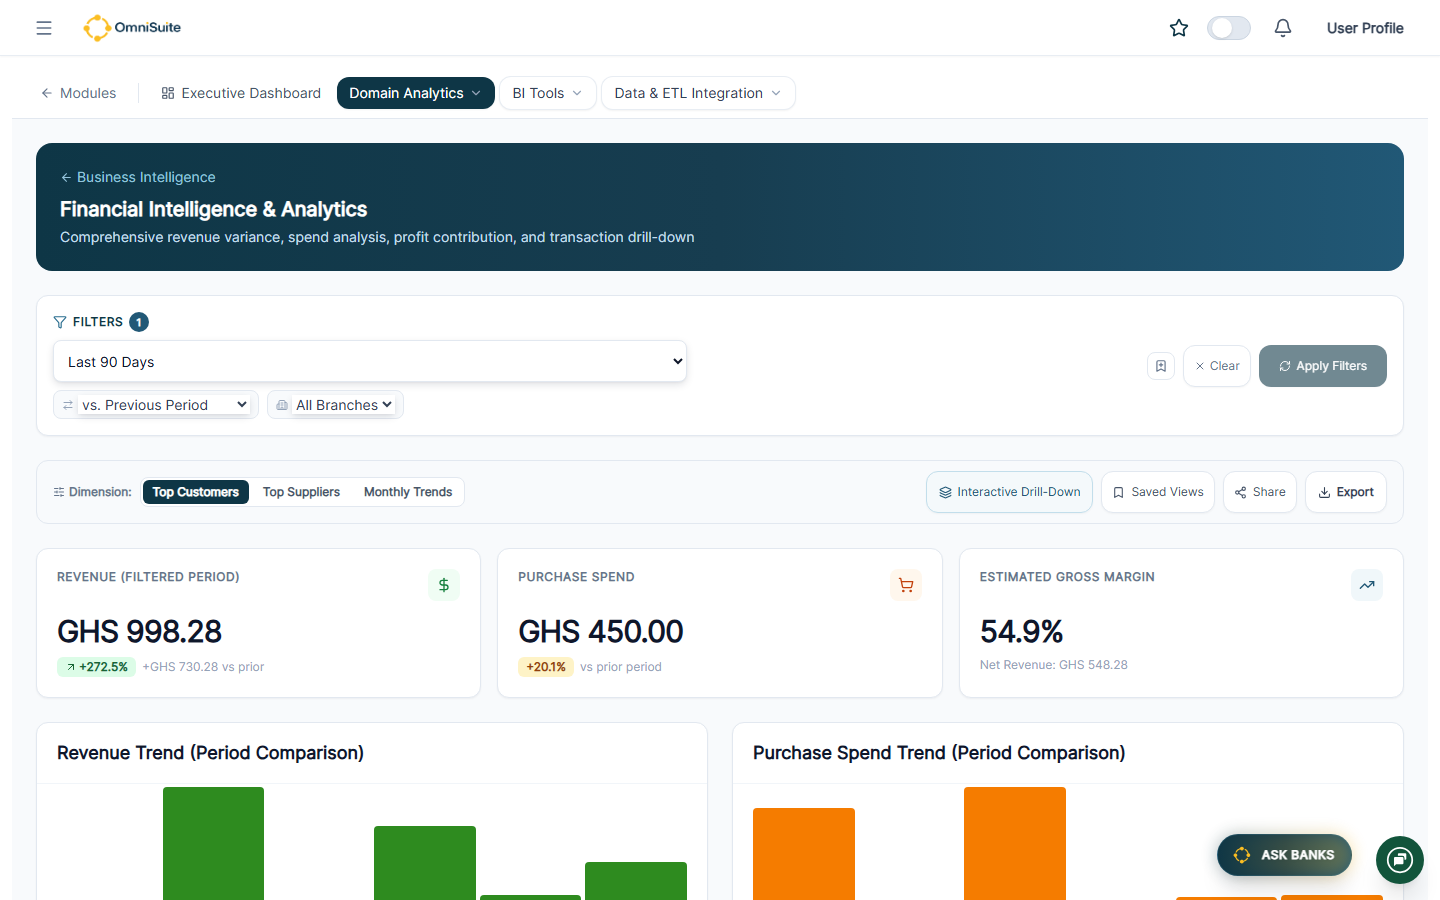 OmniSuite
User Profile
Modules
Executive Dashboard
Domain Analytics
BI Tools
Data & ETL Integration
Business Intelligence
Financial Intelligence & Analytics
Comprehensive revenue variance, spend analysis, profit contribution, and transaction drill-down
FILTERS 1
Last 90 Days
Clear
Apply Filters
vs. Previous Period
All Branches
Dimension:
Top Customers
Top Suppliers
Monthly Trends
Interactive Drill-Down
Saved Views
Share
Export
REVENUE (FILTERED PERIOD)
$
GHS 998.28
+272.5% +GHS 730.28 vs prior
PURCHASE SPEND
GHS 450.00
+20.1% vs prior period
ESTIMATED GROSS MARGIN
54.9%
Net Revenue: GHS 548.28
Revenue Trend (Period Comparison)
Purchase Spend Trend (Period Comparison)
ASK BANKS